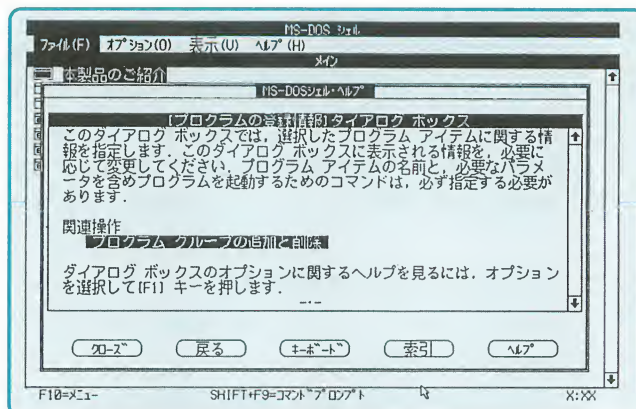 MS-DOS シェル
ファイル(F) オプション(O) 表示(U) ヘルプ(H)
メイン
本製品のご紹介
MS-DOSシェル・ヘルプ
[プログラムの登録情報]ダイアログ ボックス
このダイアログ ボックスでは，選択したプログラム アイテムに関する情
報を指定します．このダイアログ ボックスに表示される情報を，必要に
応じて変更してください．プログラム アイテムの名前と，必要なパラメ
ータを含めプログラムを起動するためのコマンドは，必ず指定する必要が
あります．
関連操作
プログラム グループの追加と削除
ダイアログ ボックスのオプションに関するヘルプを見るには，オプション
を選択して[F1] キーを押します．
クローズ 戻る キーボード 索引 ヘルプ
F10=メニュー SHIFT+F9=コマンドプロンプト X:XX